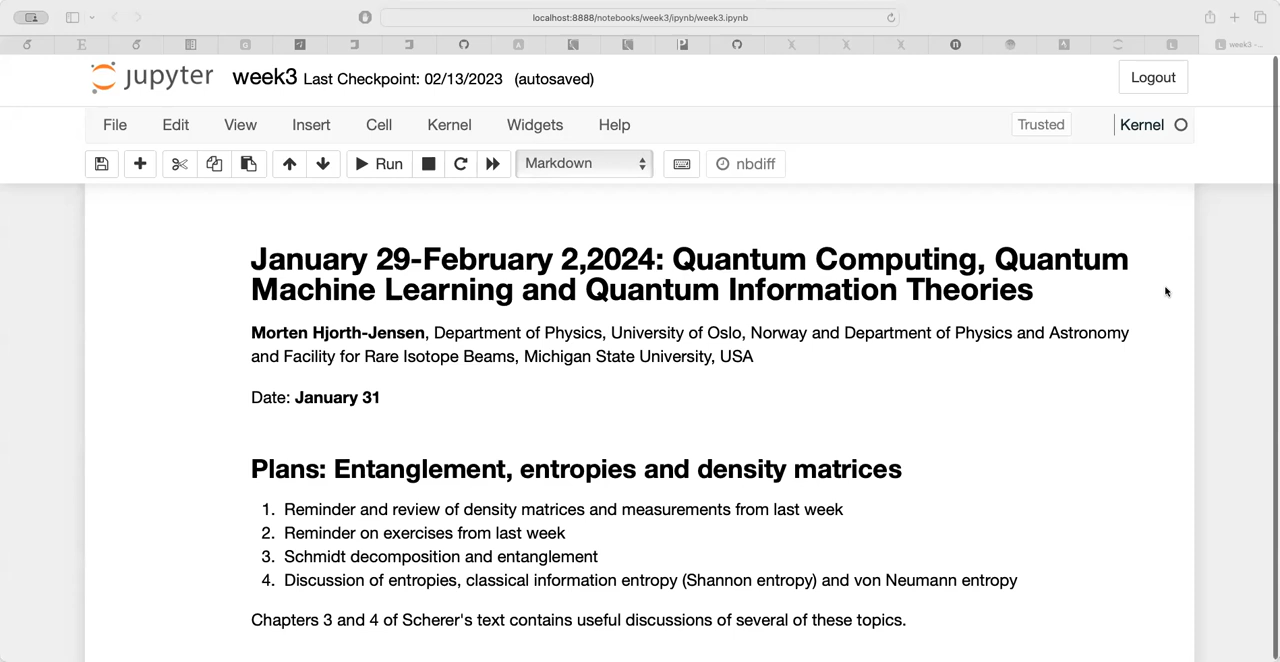 localhost:8888/notebooks/week3/ipynb/week3.ipynb
week3 -...
jupyter week3 Last Checkpoint: 02/13/2023 (autosaved)
Logout
File Edit View Insert Cell Kernel Widgets Help Trusted Kernel
Run Markdown nbdiff
January 29-February 2,2024: Quantum Computing, Quantum
Machine Learning and Quantum Information Theories
Morten Hjorth-Jensen, Department of Physics, University of Oslo, Norway and Department of Physics and Astronomy
and Facility for Rare Isotope Beams, Michigan State University, USA
Date: January 31
Plans: Entanglement, entropies and density matrices
1. Reminder and review of density matrices and measurements from last week
2. Reminder on exercises from last week
3. Schmidt decomposition and entanglement
4. Discussion of entropies, classical information entropy (Shannon entropy) and von Neumann entropy
Chapters 3 and 4 of Scherer's text contains useful discussions of several of these topics.